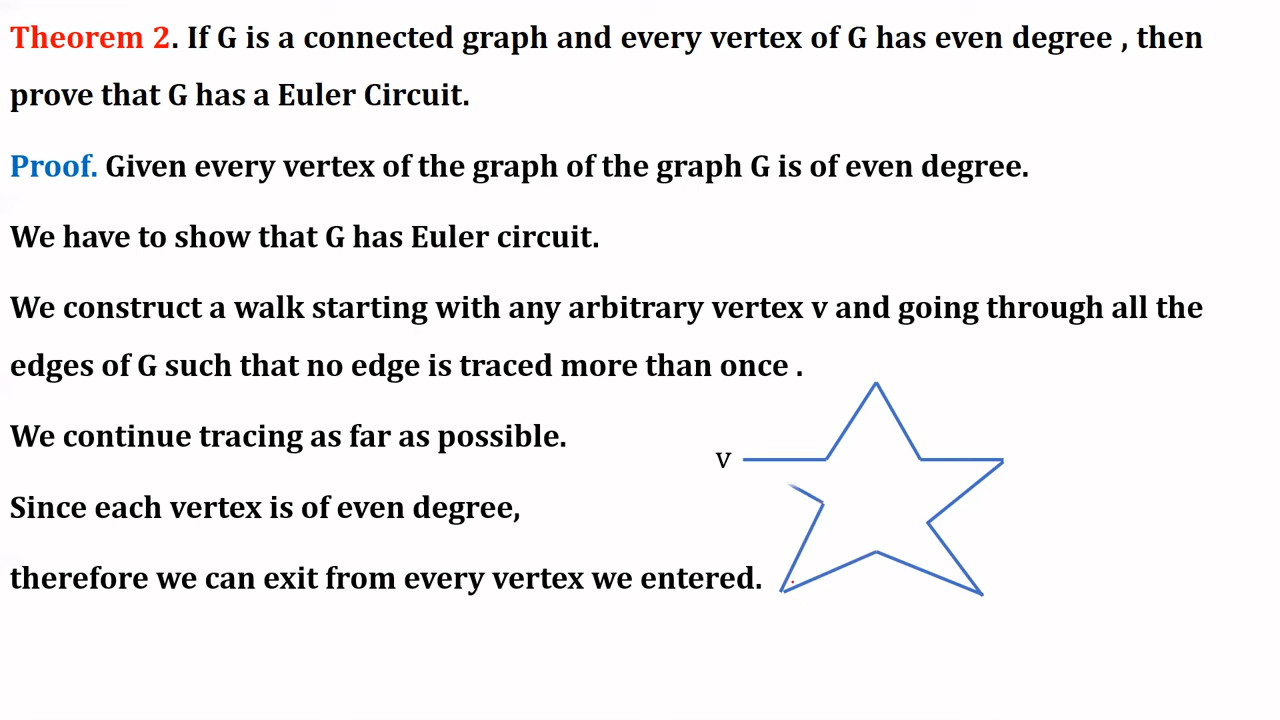 Theorem 2. If G is a connected graph and every vertex of G has even degree , then
prove that G has a Euler Circuit.
Proof. Given every vertex of the graph of the graph G is of even degree.
We have to show that G has Euler circuit.
We construct a walk starting with any arbitrary vertex v and going through all the
edges of G such that no edge is traced more than once .
We continue tracing as far as possible.
v
Since each vertex is of even degree,
therefore we can exit from every vertex we entered.